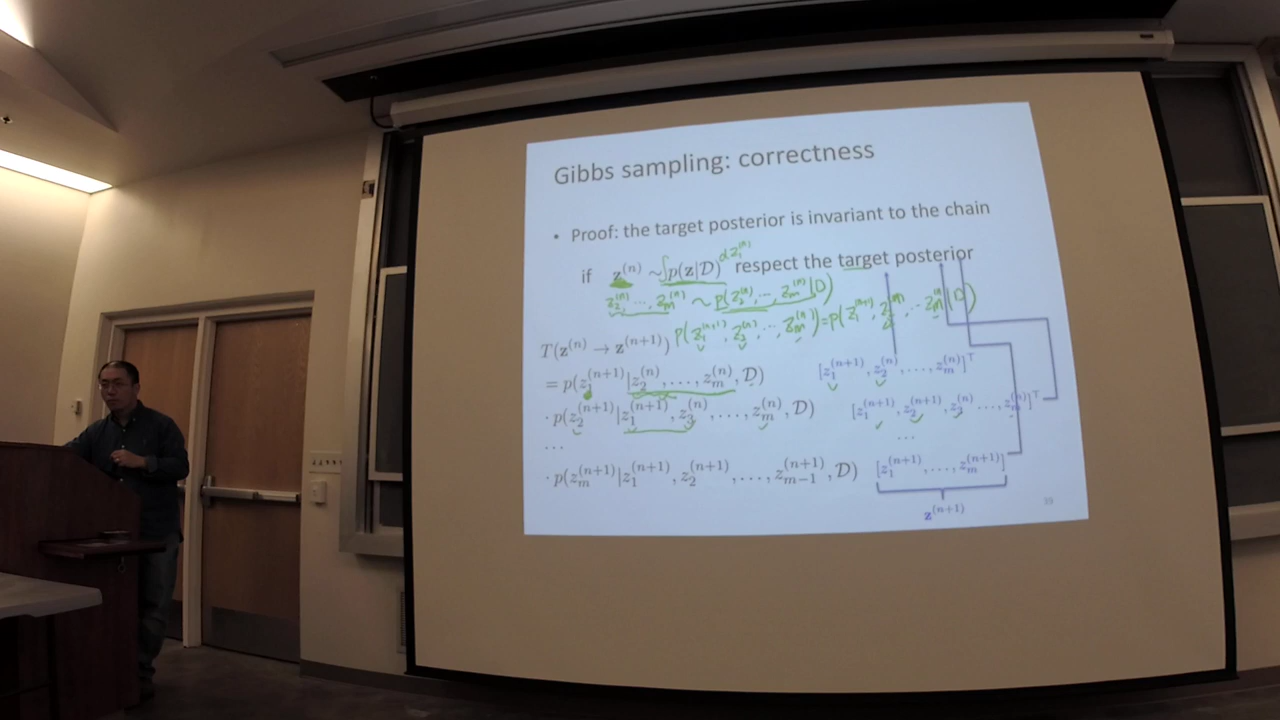 Gibbs sampling: correctness
• Proof: the target posterior is invariant to the chain
if z^(n) ~ ∫ p(z|D) dz_1^(n) respect the target posterior
z_2^(n), ..., z_m^(n) ~ p(z_2^(n), ..., z_m^(n) | D)
p(z_1^(n+1), z_2^(n), ..., z_m^(n)) = p(z_1^(n+1), z_2^(n), ... z_m^(n) | D)
T(z^(n) → z^(n+1))
= p(z_1^(n+1) | z_2^(n), . . . , z_m^(n), D) [z_1^(n+1), z_2^(n), . . . , z_m^(n)]^⊤
· p(z_2^(n+1) | z_1^(n+1), z_3^(n), . . . , z_m^(n), D) [z_1^(n+1), z_2^(n+1), z_3^(n) . . . , z_m^(n)]^⊤
. . . . . .
· p(z_m^(n+1) | z_1^(n+1), z_2^(n+1), . . . , z_{m-1}^(n+1), D) [z_1^(n+1), . . . , z_m^(n+1)]
z^(n+1)